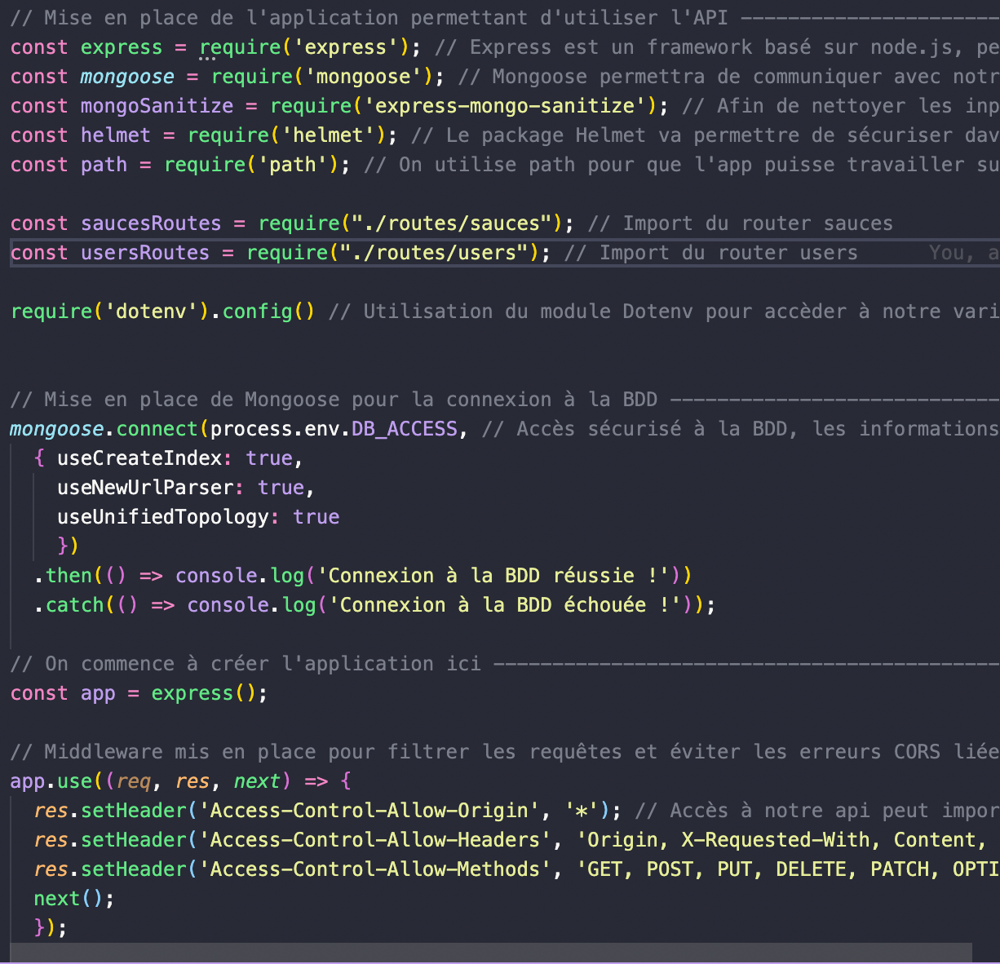 // Mise en place de l'application permettant d'utiliser l'API ----------------------
const express = require('express'); // Express est un framework basé sur node.js, pe
const mongoose = require('mongoose'); // Mongoose permettra de communiquer avec notr
const mongoSanitize = require('express-mongo-sanitize'); // Afin de nettoyer les inp
const helmet = require('helmet'); // Le package Helmet va permettre de sécuriser dav
const path = require('path'); // On utilise path pour que l'app puisse travailler su
const saucesRoutes = require("./routes/sauces"); // Import du router sauces
const usersRoutes = require("./routes/users"); // Import du router users You, a
require('dotenv').config() // Utilisation du module Dotenv pour accèder à notre vari
// Mise en place de Mongoose pour la connexion à la BDD ----------------------------
mongoose.connect(process.env.DB_ACCESS, // Accès sécurisé à la BDD, les informations
{ useCreateIndex: true,
useNewUrlParser: true,
useUnifiedTopology: true
})
.then(() => console.log('Connexion à la BDD réussie !'))
.catch(() => console.log('Connexion à la BDD échouée !'));
// On commence à créer l'application ici -------------------------------------------
const app = express();
// Middleware mis en place pour filtrer les requêtes et éviter les erreurs CORS liée
app.use((req, res, next) => {
res.setHeader('Access-Control-Allow-Origin', '*'); // Accès à notre api peut impor
res.setHeader('Access-Control-Allow-Headers', 'Origin, X-Requested-With, Content,
res.setHeader('Access-Control-Allow-Methods', 'GET, POST, PUT, DELETE, PATCH, OPTI
next();
});